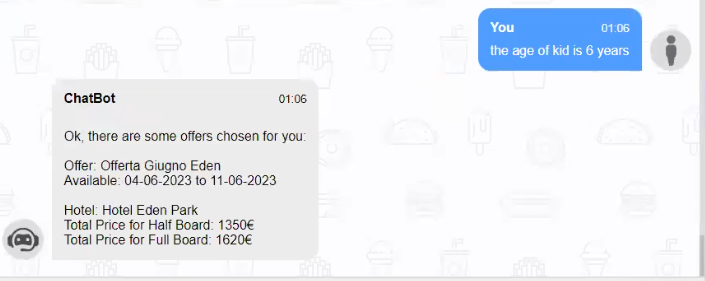 You 01:06
the age of kid is 6 years
ChatBot 01:06
Ok, there are some offers chosen for you:
Offer: Offerta Giugno Eden
Available: 04-06-2023 to 11-06-2023
Hotel: Hotel Eden Park
Total Price for Half Board: 1350€
Total Price for Full Board: 1620€